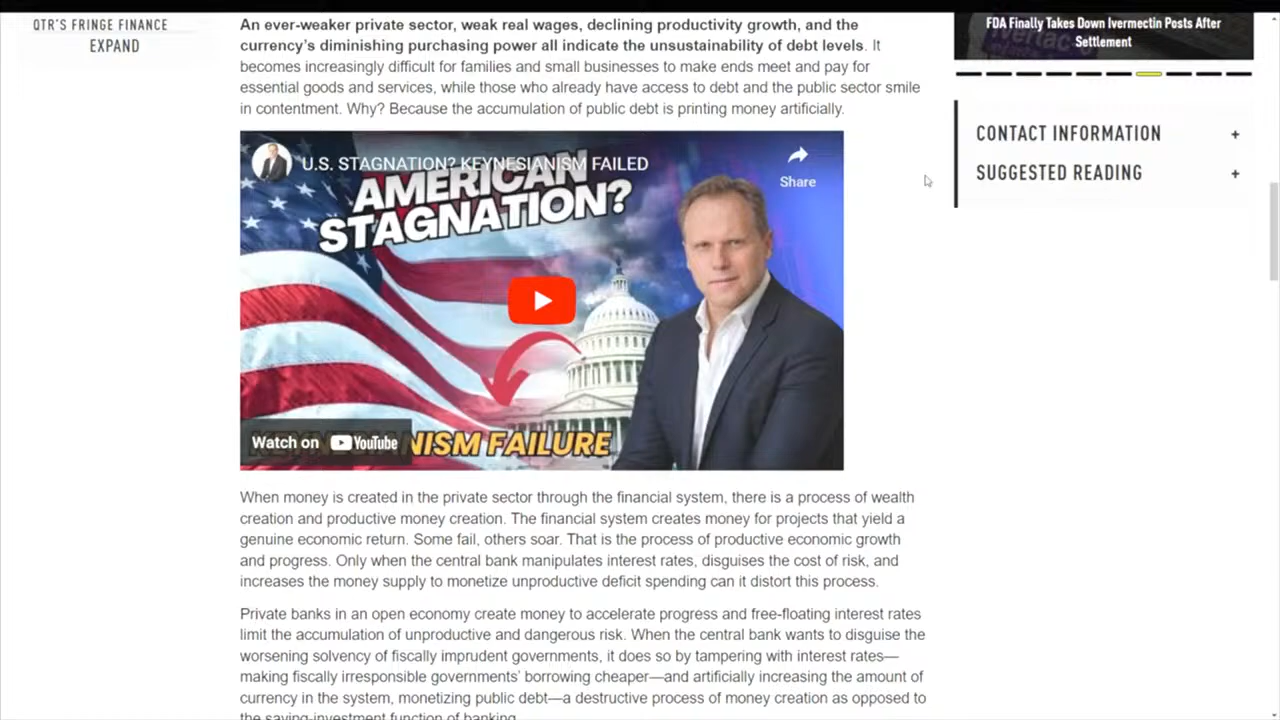 QTR'S FRINGE FINANCE
EXPAND
An ever-weaker private sector, weak real wages, declining productivity growth, and the
currency's diminishing purchasing power all indicate the unsustainability of debt levels. It
becomes increasingly difficult for families and small businesses to make ends meet and pay for
essential goods and services, while those who already have access to debt and the public sector smile
in contentment. Why? Because the accumulation of public debt is printing money artificially.
U.S. STAGNATION? KEYNESIANISM FAILED
Share
AMERICAN
STAGNATION?
Watch on YouTube
NISM FAILURE
When money is created in the private sector through the financial system, there is a process of wealth
creation and productive money creation. The financial system creates money for projects that yield a
genuine economic return. Some fail, others soar. That is the process of productive economic growth
and progress. Only when the central bank manipulates interest rates, disguises the cost of risk, and
increases the money supply to monetize unproductive deficit spending can it distort this process.
Private banks in an open economy create money to accelerate progress and free-floating interest rates
limit the accumulation of unproductive and dangerous risk. When the central bank wants to disguise the
worsening solvency of fiscally imprudent governments, it does so by tampering with interest rates—
making fiscally irresponsible governments' borrowing cheaper—and artificially increasing the amount of
currency in the system, monetizing public debt—a destructive process of money creation as opposed to
the saving-investment function of banking.
FDA Finally Takes Down Ivermectin Posts After
Settlement
CONTACT INFORMATION +
SUGGESTED READING +